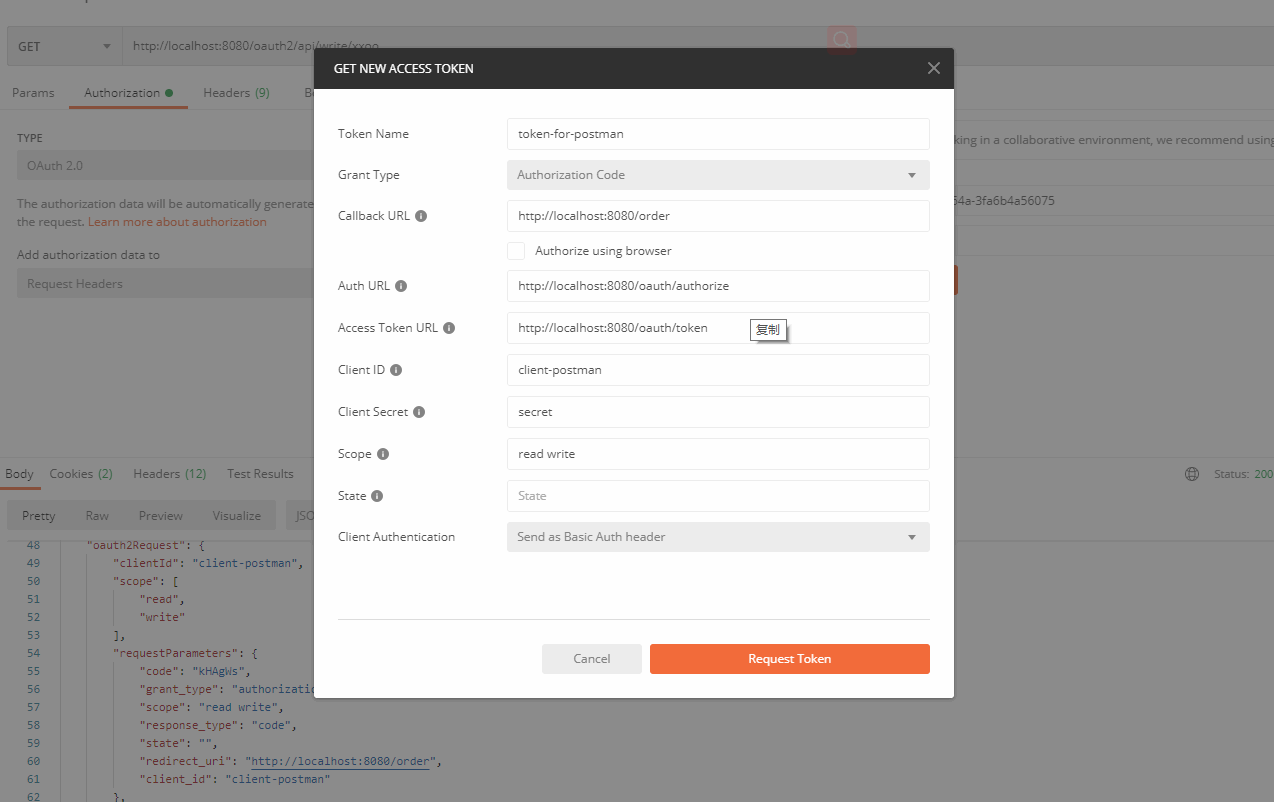 GET http://localhost:8080/oauth2/api/write/xxoo
GET NEW ACCESS TOKEN
Params Authorization Headers (9)
TYPE
OAuth 2.0
The authorization data will be automatically generate
the request. Learn more about authorization
Add authorization data to
Request Headers
king in a collaborative environment, we recommend using
54a-3fa6b4a56075
Token Name token-for-postman
Grant Type Authorization Code
Callback URL http://localhost:8080/order
Authorize using browser
Auth URL http://localhost:8080/oauth/authorize
Access Token URL http://localhost:8080/oauth/token 复制
Client ID client-postman
Client Secret secret
Scope read write
State State
Client Authentication Send as Basic Auth header
Cancel Request Token
Body Cookies (2) Headers (12) Test Results Status: 200
Pretty Raw Preview Visualize JSO
48 "oauth2Request": {
49 "clientId": "client-postman",
50 "scope": [
51 "read",
52 "write"
53 ],
54 "requestParameters": {
55 "code": "kHAgWs",
56 "grant_type": "authorizatio
57 "scope": "read write",
58 "response_type": "code",
59 "state": "",
60 "redirect_uri": "http://localhost:8080/order",
61 "client_id": "client-postman"
62 },